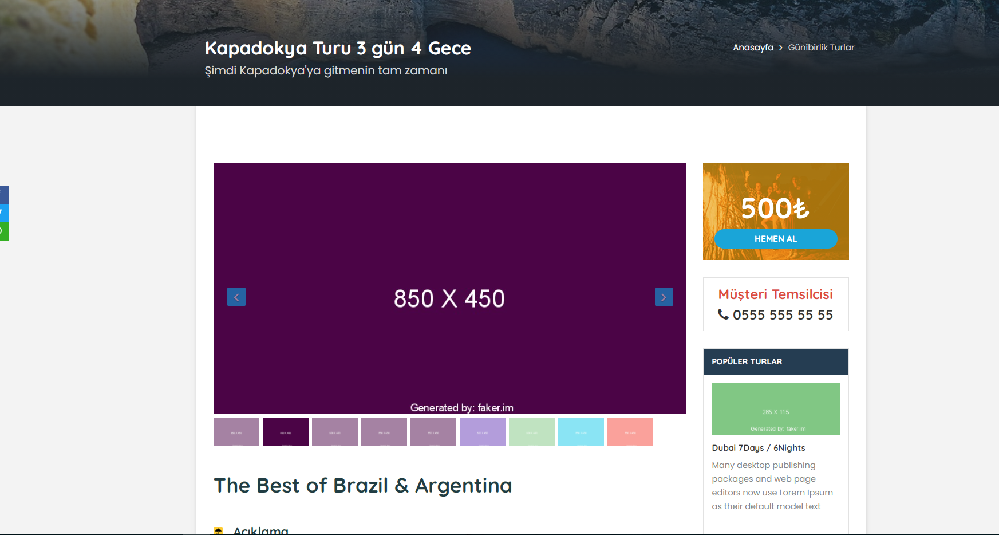 Kapadokya Turu 3 gün 4 Gece
Şimdi Kapadokya'ya gitmenin tam zamanı
Anasayfa > Günibirlik Turlar
850 X 450
Generated by: faker.im
500₺
HEMEN AL
Müşteri Temsilcisi
0555 555 55 55
POPÜLER TURLAR
285 X 115
Generated by: faker.im
Dubai 7Days / 6Nights
Many desktop publishing
packages and web page
editors now use Lorem Ipsum
as their default model text
The Best of Brazil & Argentina
Açıklama